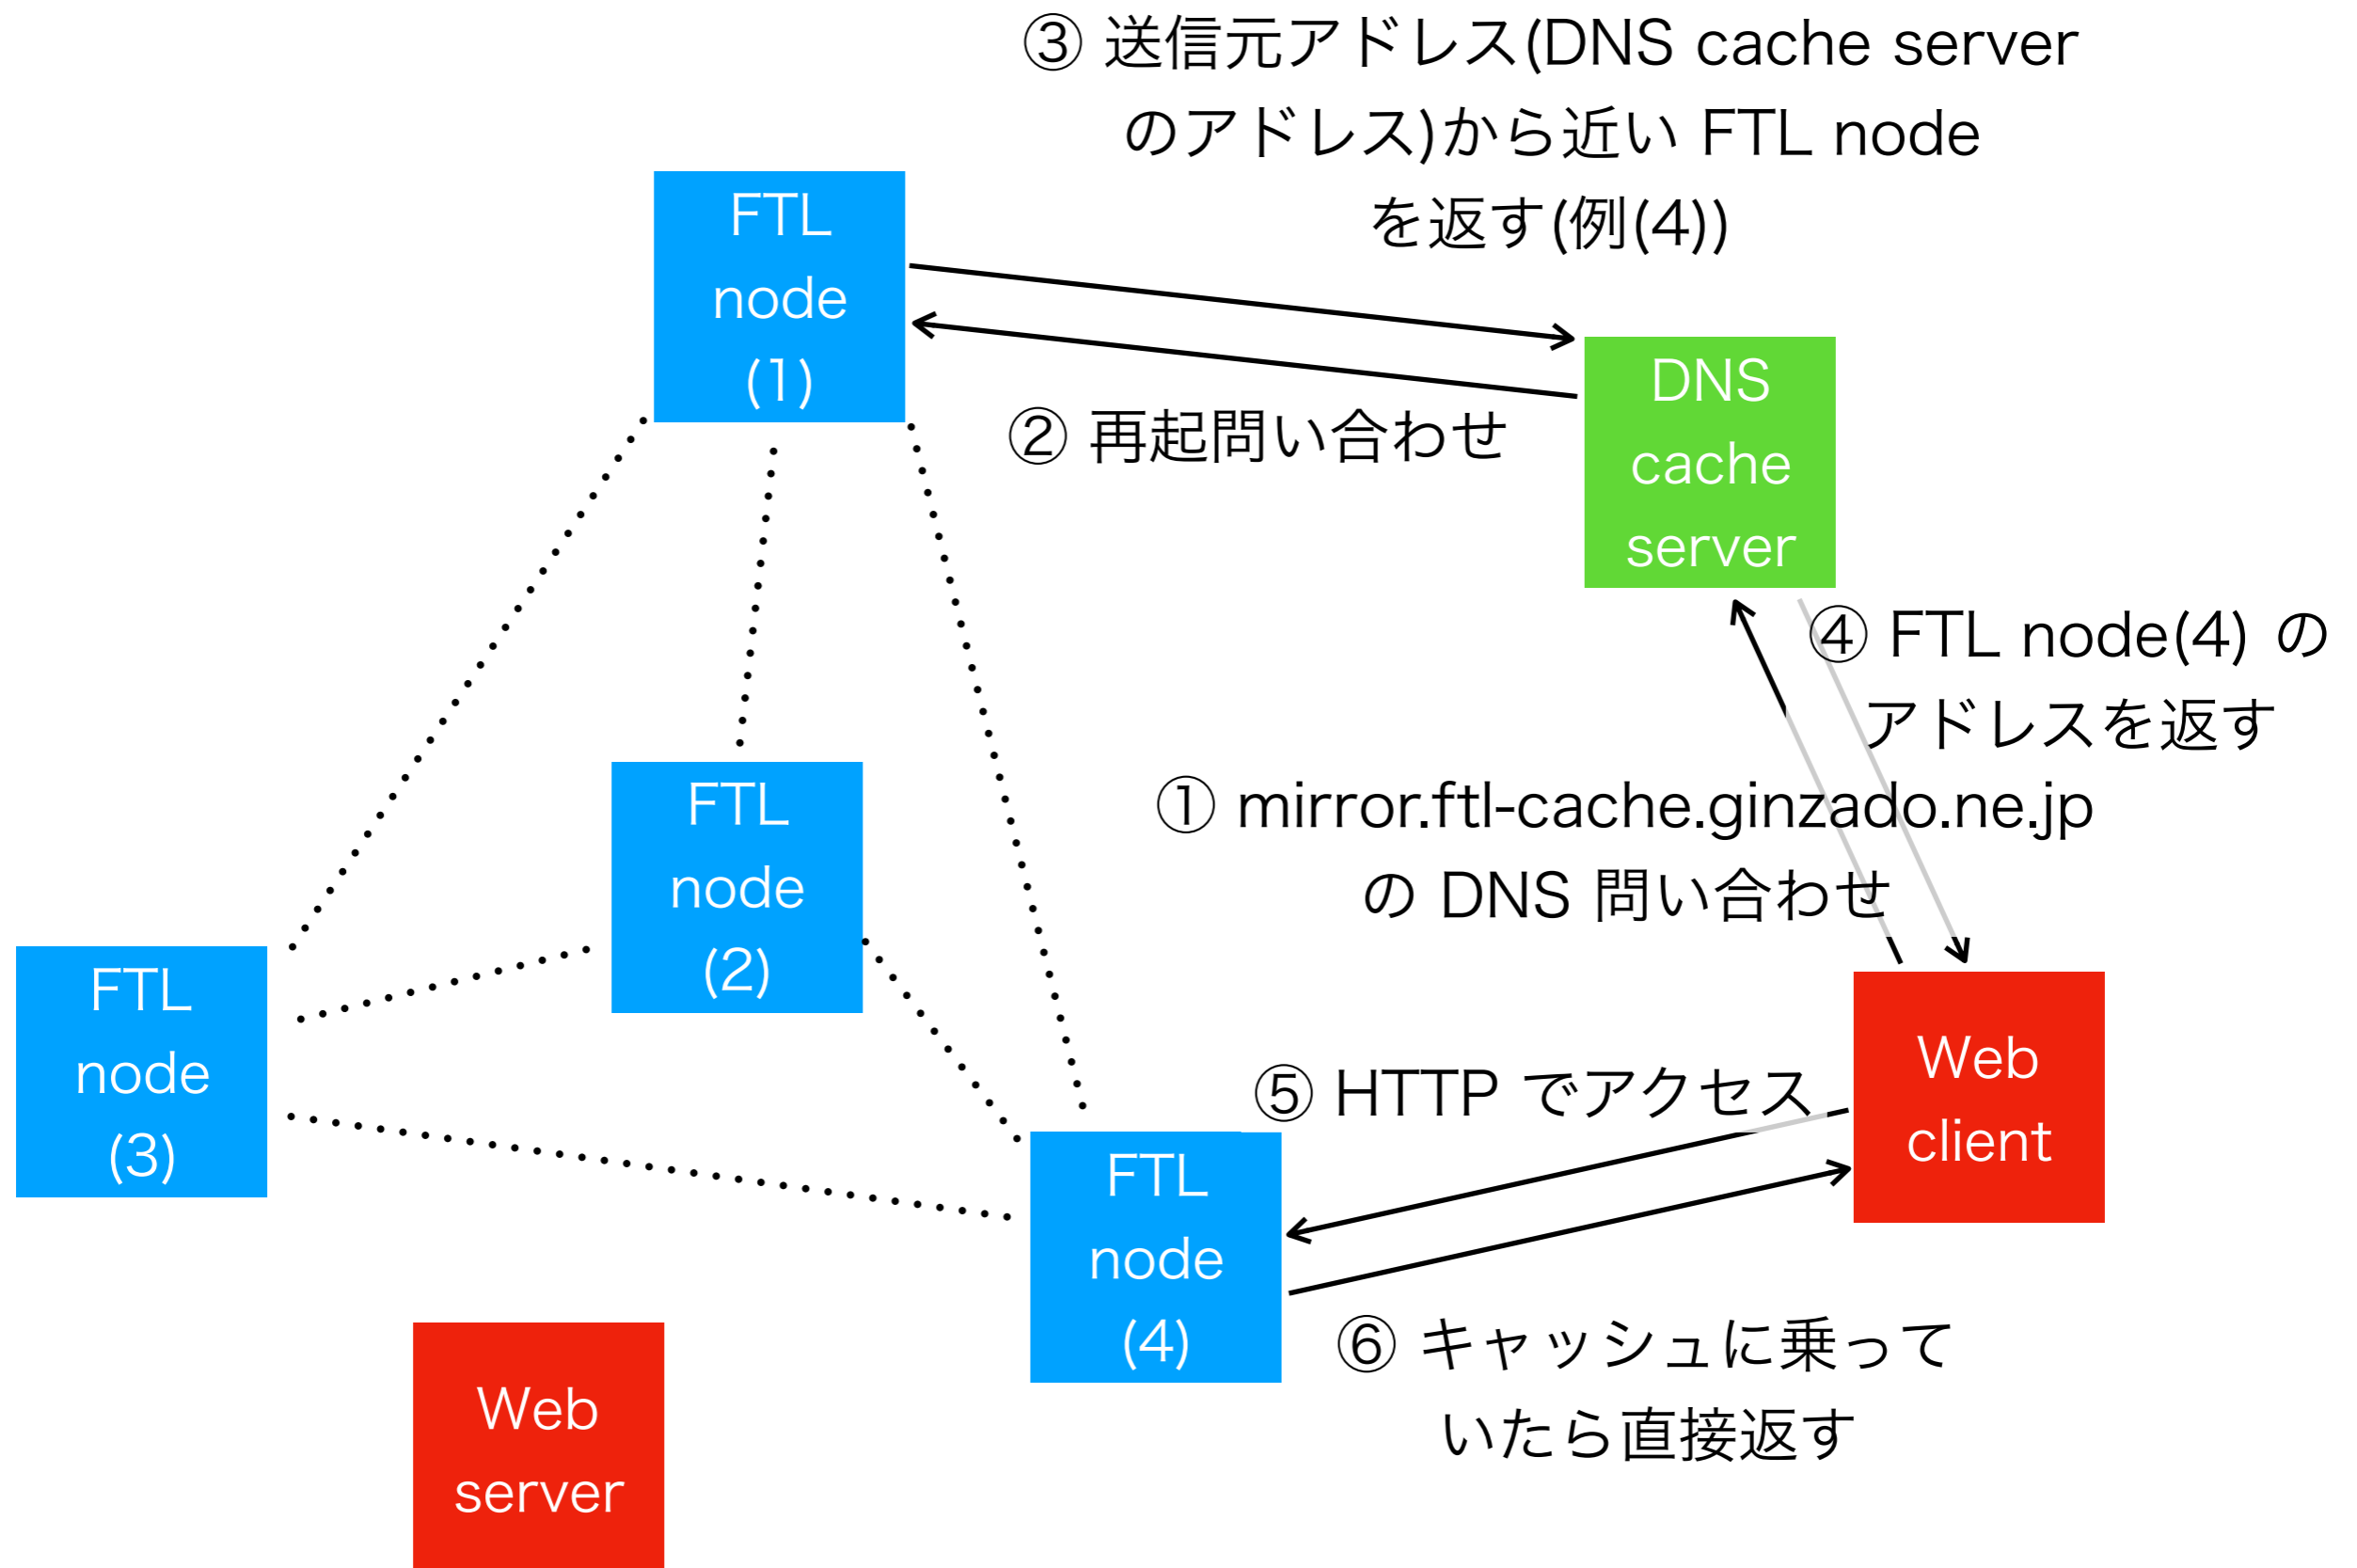 ③ 送信元アドレス(DNS cache server
のアドレス)から近い FTL node
を返す(例(4))
FTL
node
(1)
DNS
cache
server
② 再起問い合わせ
④ FTL node(4) の
アドレスを返す
① mirror.ftl-cache.ginzado.ne.jp
の DNS 問い合わせ
FTL
node
(2)
FTL
node
(3)
Web
client
⑤ HTTP でアクセス
FTL
node
(4)
⑥ キャッシュに乗って
いたら直接返す
Web
server